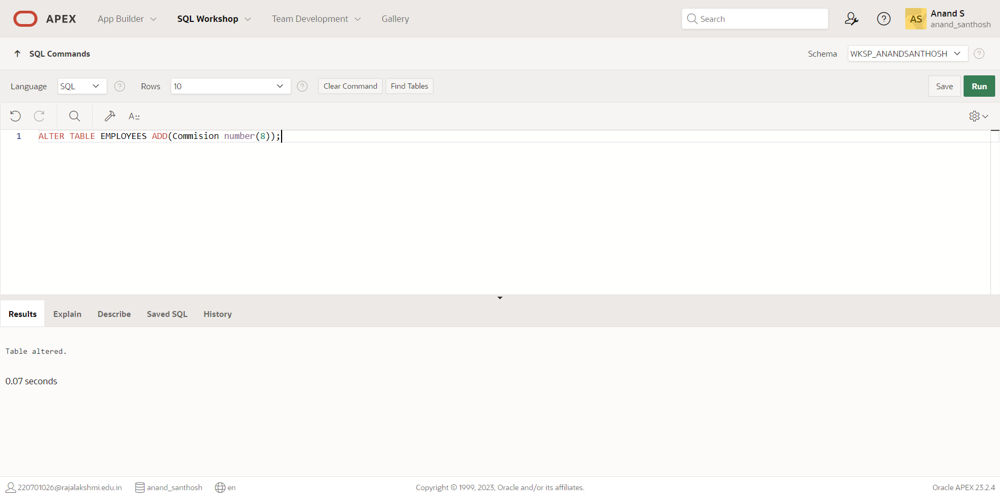 APEX App Builder SQL Workshop Team Development Gallery Search ? AS Anand S
anand_santhosh
SQL Commands Schema WKSP_ANANDSANTHOSH ?
Language SQL ? Rows 10 ? Clear Command Find Tables Save Run
A::
1 ALTER TABLE EMPLOYEES ADD(Commision number(8));
Results Explain Describe Saved SQL History
Table altered.
0.07 seconds
220701026@rajalakshmi.edu.in anand_santhosh en Copyright © 1999, 2023, Oracle and/or its affiliates. Oracle APEX 23.2.4